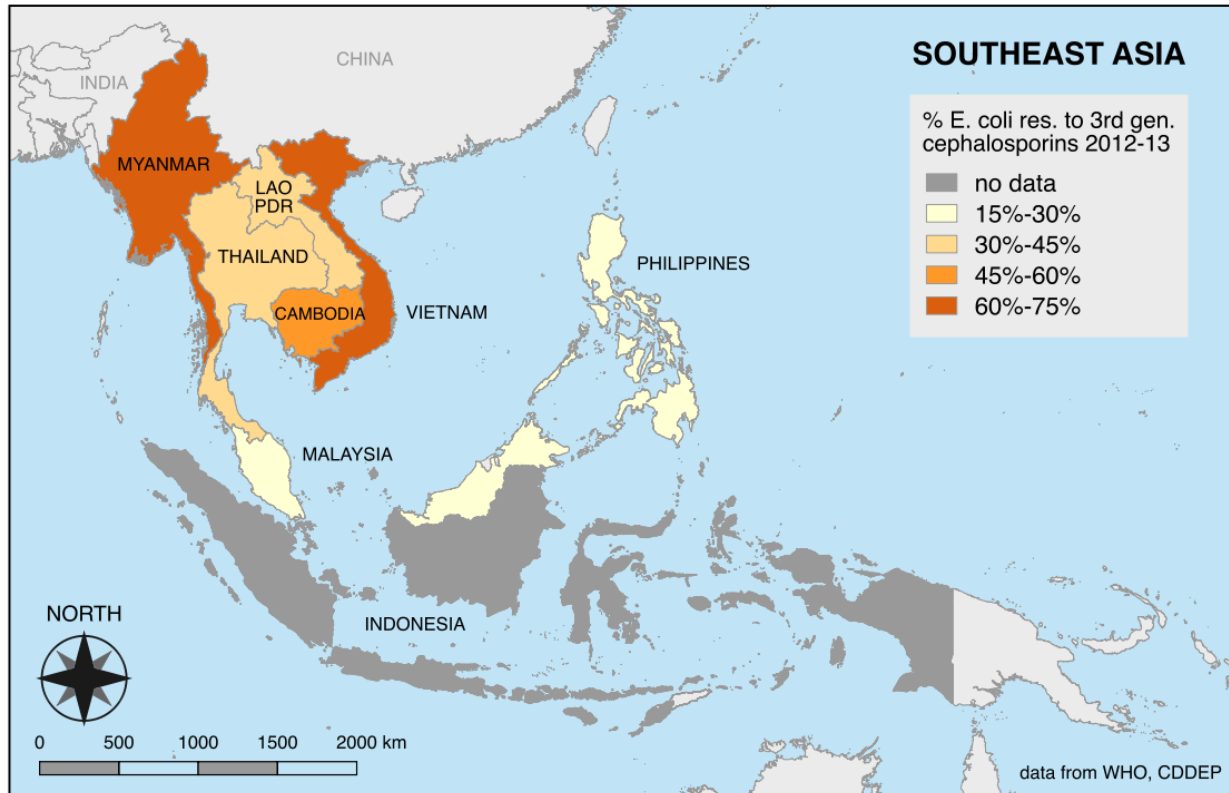 SOUTHEAST ASIA
% E. coli res. to 3rd gen.
cephalosporins 2012-13
no data
15%-30%
30%-45%
45%-60%
60%-75%
CHINA
INDIA
MYANMAR
LAO
PDR
THAILAND
CAMBODIA
VIETNAM
PHILIPPINES
MALAYSIA
INDONESIA
NORTH
0 500 1000 1500 2000 km
data from WHO, CDDEP